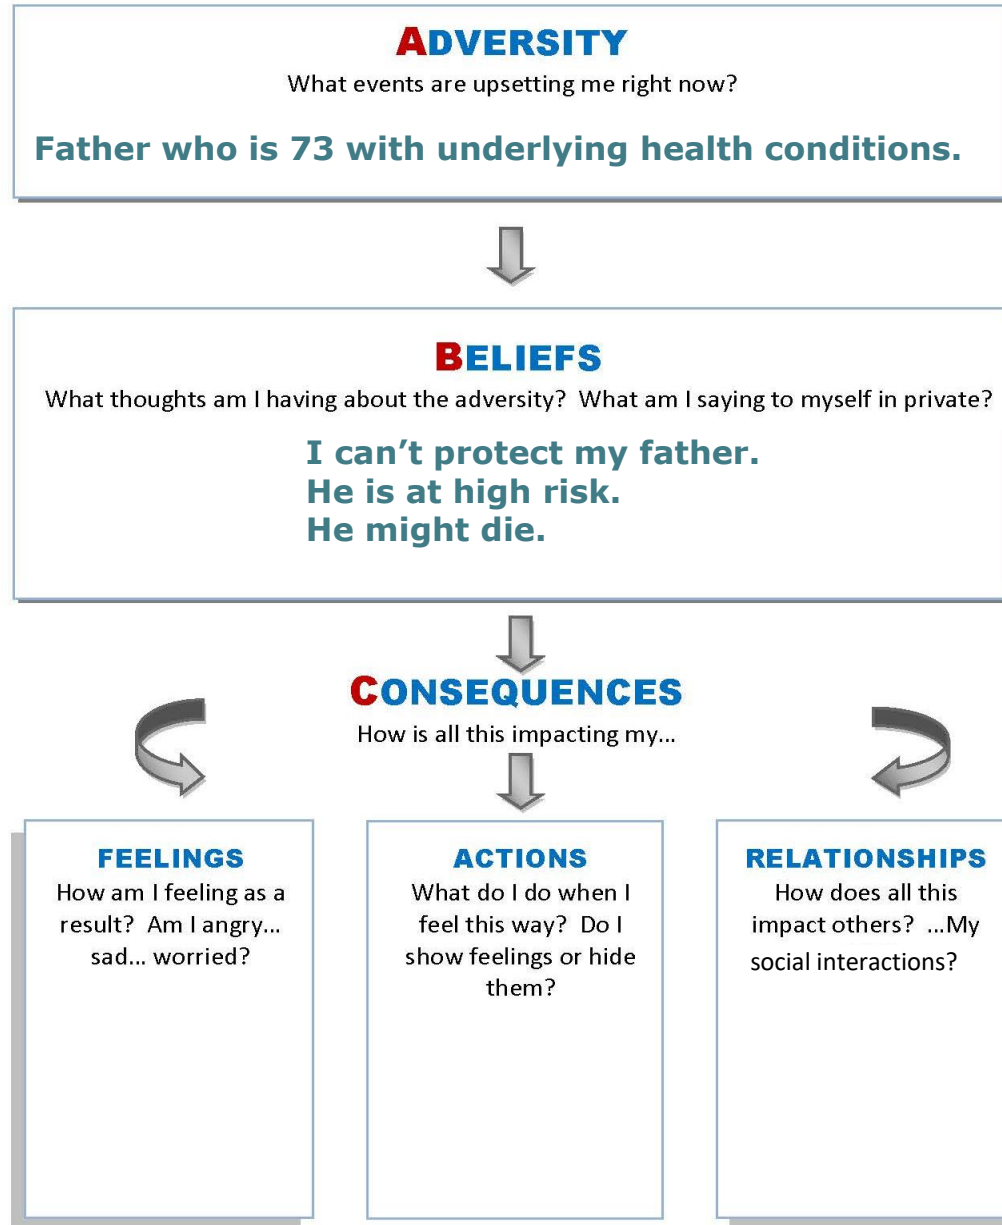 ADVERSITY
What events are upsetting me right now?
Father who is 73 with underlying health conditions.
BELIEFS
What thoughts am I having about the adversity? What am I saying to myself in private?
I can’t protect my father.
He is at high risk.
He might die.
CONSEQUENCES
How is all this impacting my...
FEELINGS
How am I feeling as a
result? Am I angry...
sad... worried?
ACTIONS
What do I do when I
feel this way? Do I
show feelings or hide
them?
RELATIONSHIPS
How does all this
impact others? ...My
social interactions?